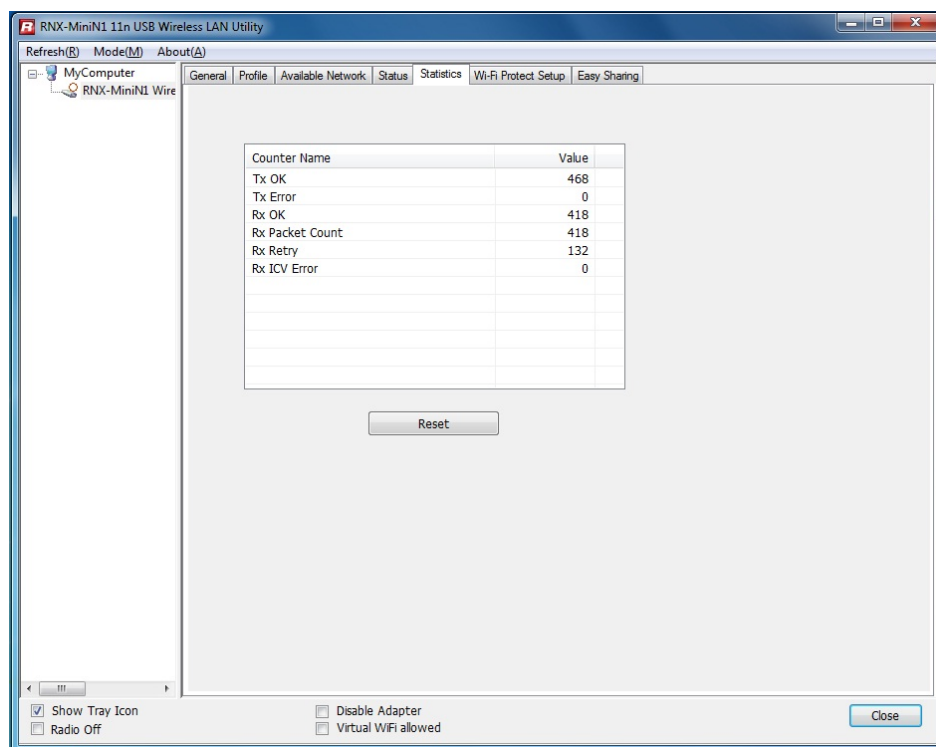 RNX-MiniN1 11n USB Wireless LAN Utility
Refresh(R) Mode(M) About(A)
MyComputer
RNX-MiniN1 Wire
General Profile Available Network Status Statistics Wi-Fi Protect Setup Easy Sharing
Counter Name Value
Tx OK 468
Tx Error 0
Rx OK 418
Rx Packet Count 418
Rx Retry 132
Rx ICV Error 0
Reset
Show Tray Icon Disable Adapter
Radio Off Virtual WiFi allowed
Close